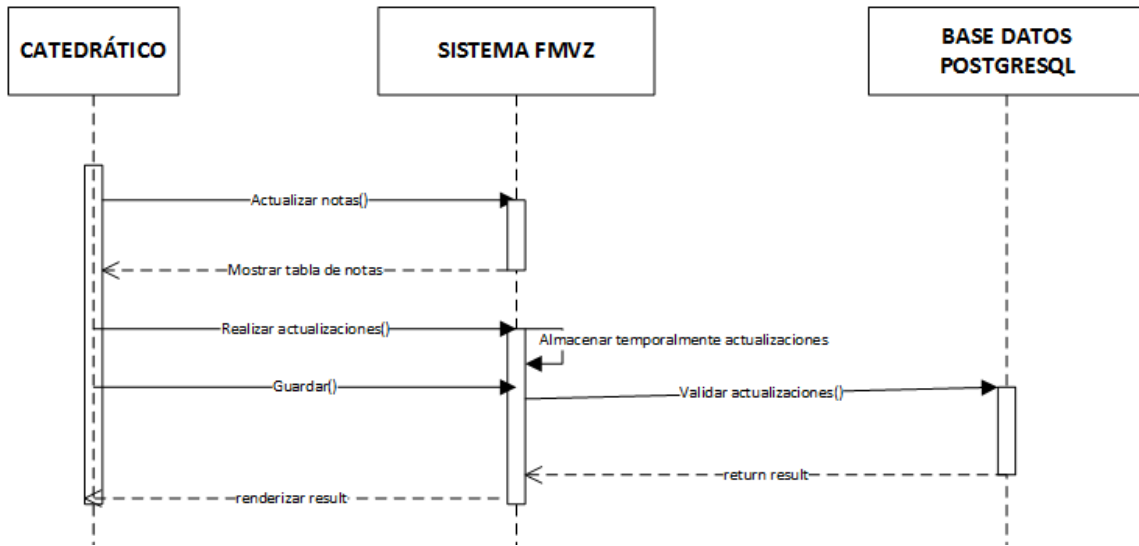 CATEDRÁTICO
SISTEMA FMVZ
BASE DATOS
POSTGRESQL
Actualizar notas()
Mostrar tabla de notas
Realizar actualizaciones()
Almacenar temporalmente actualizaciones
Guardar()
Validar actualizaciones()
return result
renderizar result